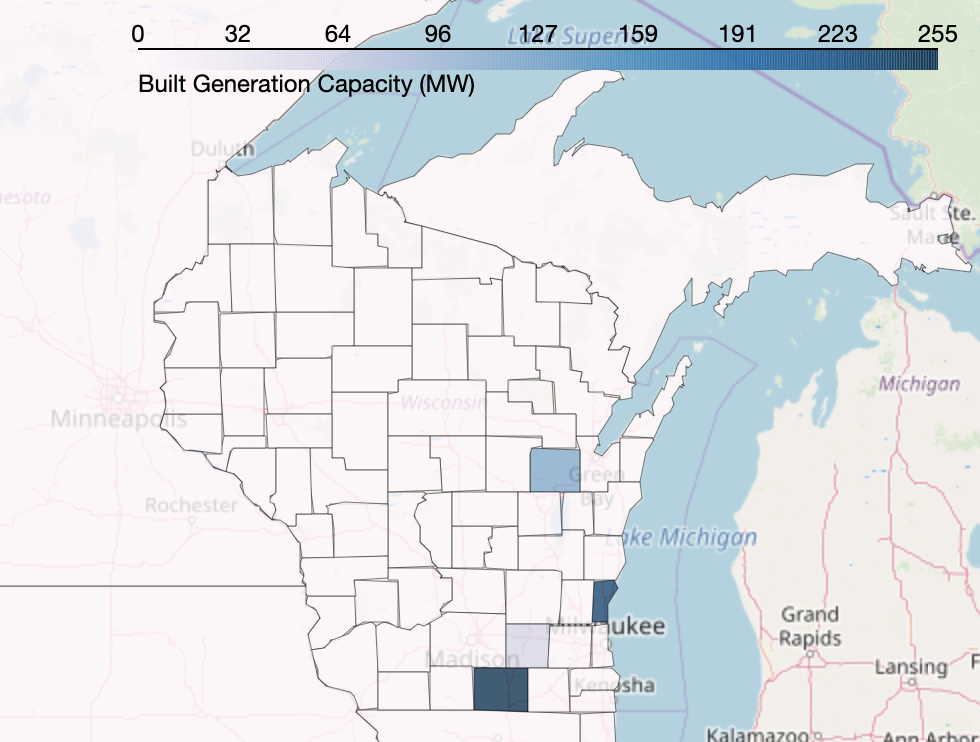 0 32 64 96 127 159 191 223 255
Lake Superior
Built Generation Capacity (MW)
Duluth
nesota
Sault Ste.
Marie
Michigan
Minneapolis
Wisconsin
Green
Bay
Rochester
Lake Michigan
Grand
Rapids
Milwaukee
Madison
Lansing
F
Kenosha
Kalamazoo
Ann Arbor